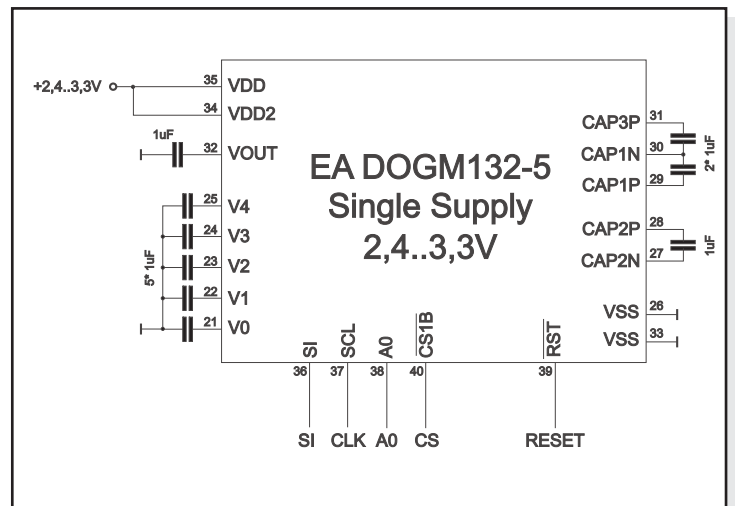 +2,4..3,3V
35 VDD
34 VDD2
1uF
32 VOUT
25 V4
24 V3
23 V2
22 V1
21 V0
5* 1uF
EA DOGM132-5
Single Supply
2,4..3,3V
CAP3P 31
CAP1N 30
CAP1P 29
2* 1uF
CAP2P 28
CAP2N 27
1uF
VSS 26
VSS 33
SI SCL A0 CS1B RST
36 37 38 40 39
SI CLK A0 CS RESET